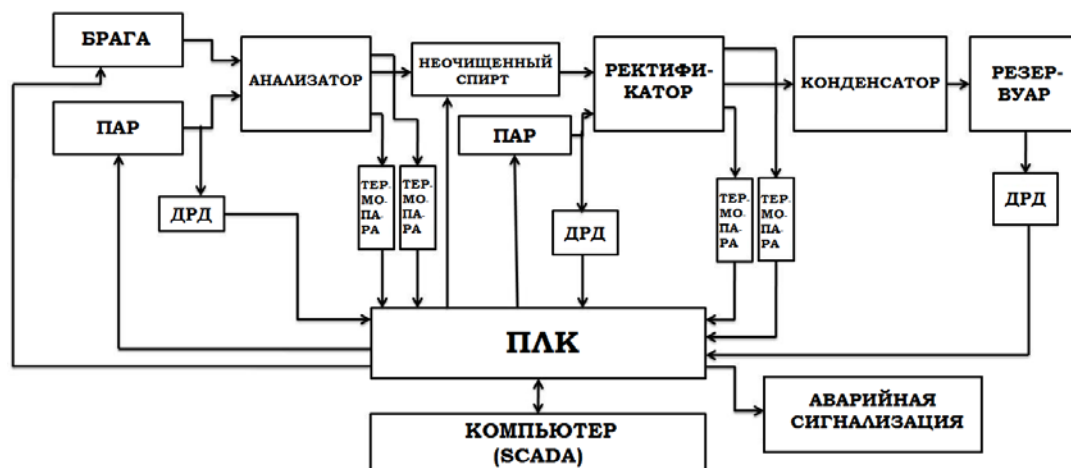 БРАГА
АНАЛИЗАТОР
НЕОЧИЩЕННЫЙ
СПИРТ
РЕКТИФИ-
КАТОР
КОНДЕНСАТОР
РЕЗЕР-
ВУАР
ПАР
ПАР
ДРД
ТЕР-
МО-
ПА-
РА
ТЕР-
МО-
ПА-
РА
ДРД
ТЕР-
МО-
ПА-
РА
ТЕР-
МО-
ПА-
РА
ДРД
ПЛК
АВАРИЙНАЯ
СИГНАЛИЗАЦИЯ
КОМПЬЮТЕР
(SCADA)